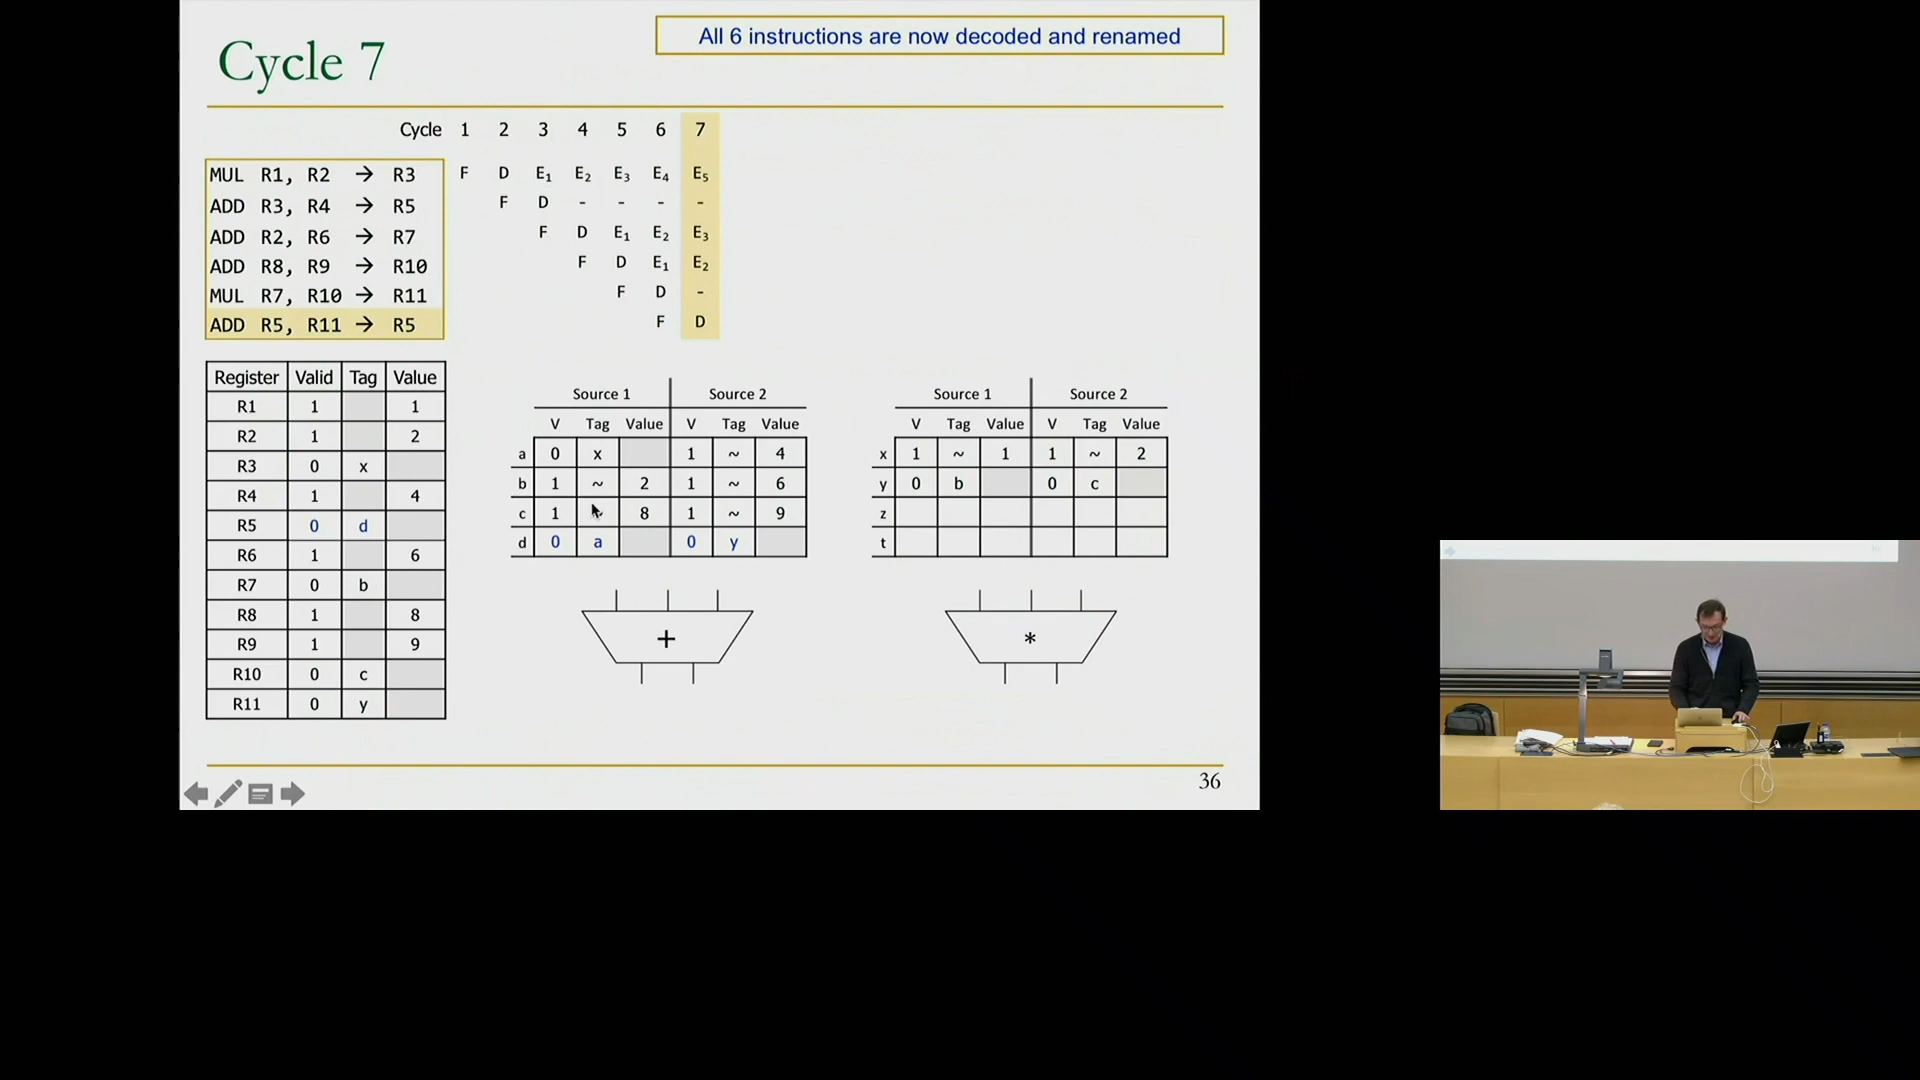 All 6 instructions are now decoded and renamed
Cycle 7
Cycle 1 2 3 4 5 6 7
MUL R1, R2 → R3 F D E₁ E₂ E₃ E₄ E₅
ADD R3, R4 → R5 F D - - - -
ADD R2, R6 → R7 F D E₁ E₂ E₃
ADD R8, R9 → R10 F D E₁ E₂
MUL R7, R10 → R11 F D -
ADD R5, R11 → R5 F D
Register Valid Tag Value
R1 1 1
R2 1 2
R3 0 x
R4 1 4
R5 0 d
R6 1 6
R7 0 b
R8 1 8
R9 1 9
R10 0 c
R11 0 y
Source 1 Source 2
V Tag Value V Tag Value
a 0 x 1 ~ 4
b 1 ~ 2 1 ~ 6
c 1 ~ 8 1 ~ 9
d 0 a 0 y
+
Source 1 Source 2
V Tag Value V Tag Value
x 1 ~ 1 1 ~ 2
y 0 b 0 c
z
t
*
36